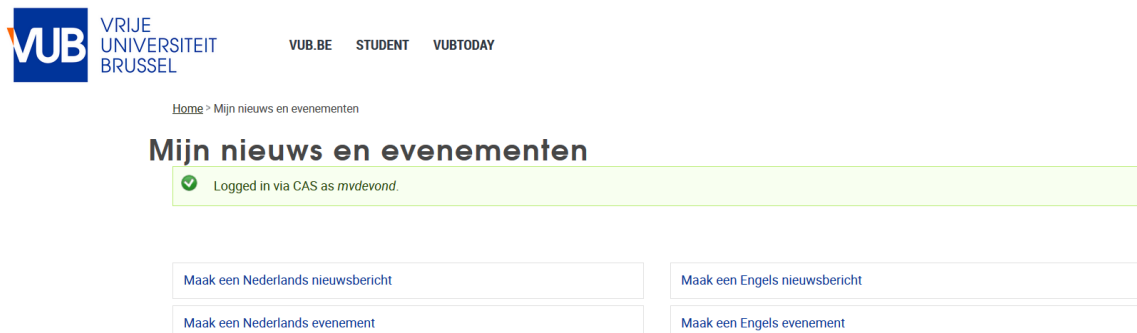 VUB
VRIJE
UNIVERSITEIT
BRUSSEL
VUB.BE STUDENT VUBTODAY
Home > Mijn nieuws en evenementen
Mijn nieuws en evenementen
Logged in via CAS as mvdevond.
Maak een Nederlands nieuwsbericht
Maak een Engels nieuwsbericht
Maak een Nederlands evenement
Maak een Engels evenement